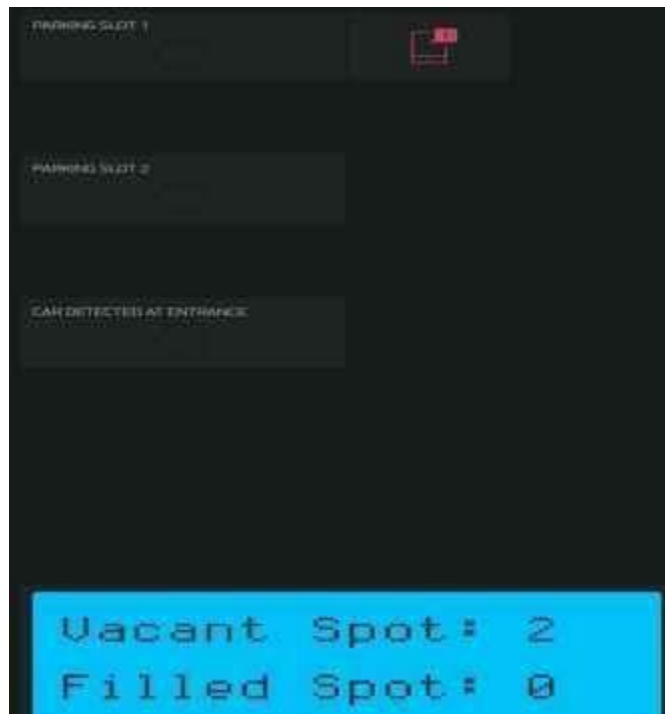 PARKING SLOT 1
PARKING SLOT 2
CAR DETECTED AT ENTRANCE
Vacant Spot: 2
Filled Spot: 0